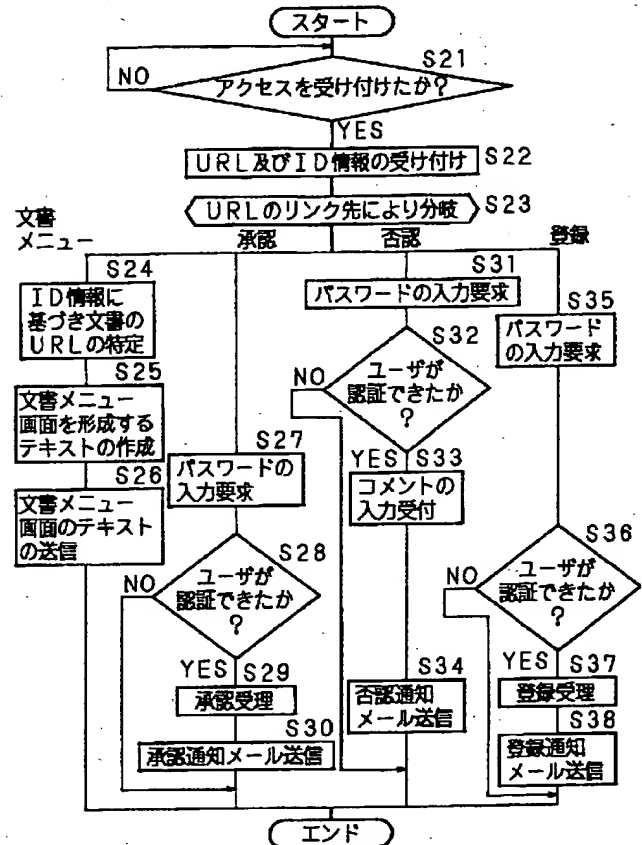 スタート
S21
NO
アクセスを受け付けたか?
YES
URL及びID情報の受け付け
S22
URLのリンク先により分岐
S23
文書
メニュー
承認
否認
登録
S24
ID情報に
基づき文書の
URLの特定
S25
文書メニュー
画面を形成する
テキストの作成
S26
文書メニュー
画面のテキスト
の送信
S27
パスワードの
入力要求
S28
NO
ユーザが
認証できたか
?
YES
S29
承認受理
S30
承認通知メール送信
S31
パスワードの入力要求
S32
NO
ユーザが
認証できたか
?
YES
S33
コメントの
入力受付
S34
否認通知
メール送信
S35
パスワード
の入力要求
S36
NO
ユーザが
認証できたか
?
YES
S37
登録受理
S38
登録通知
メール送信
エンド